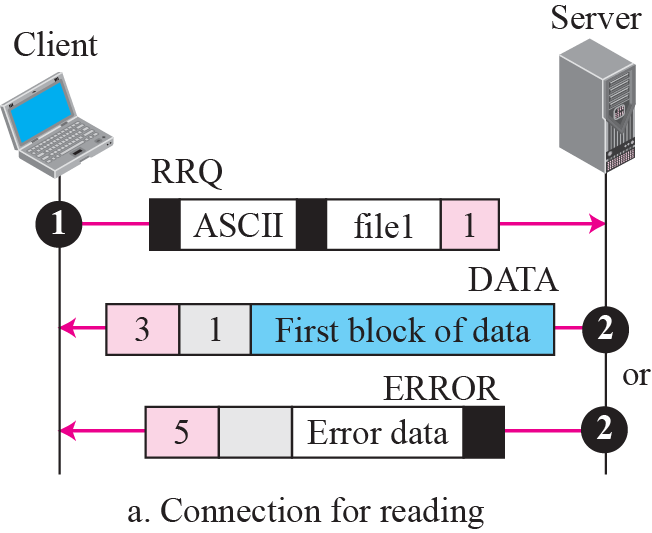 Server
Client
RRQ
1 ASCII file1 1
DATA
3 1 First block of data 2
or
ERROR
5 Error data 2
a. Connection for reading